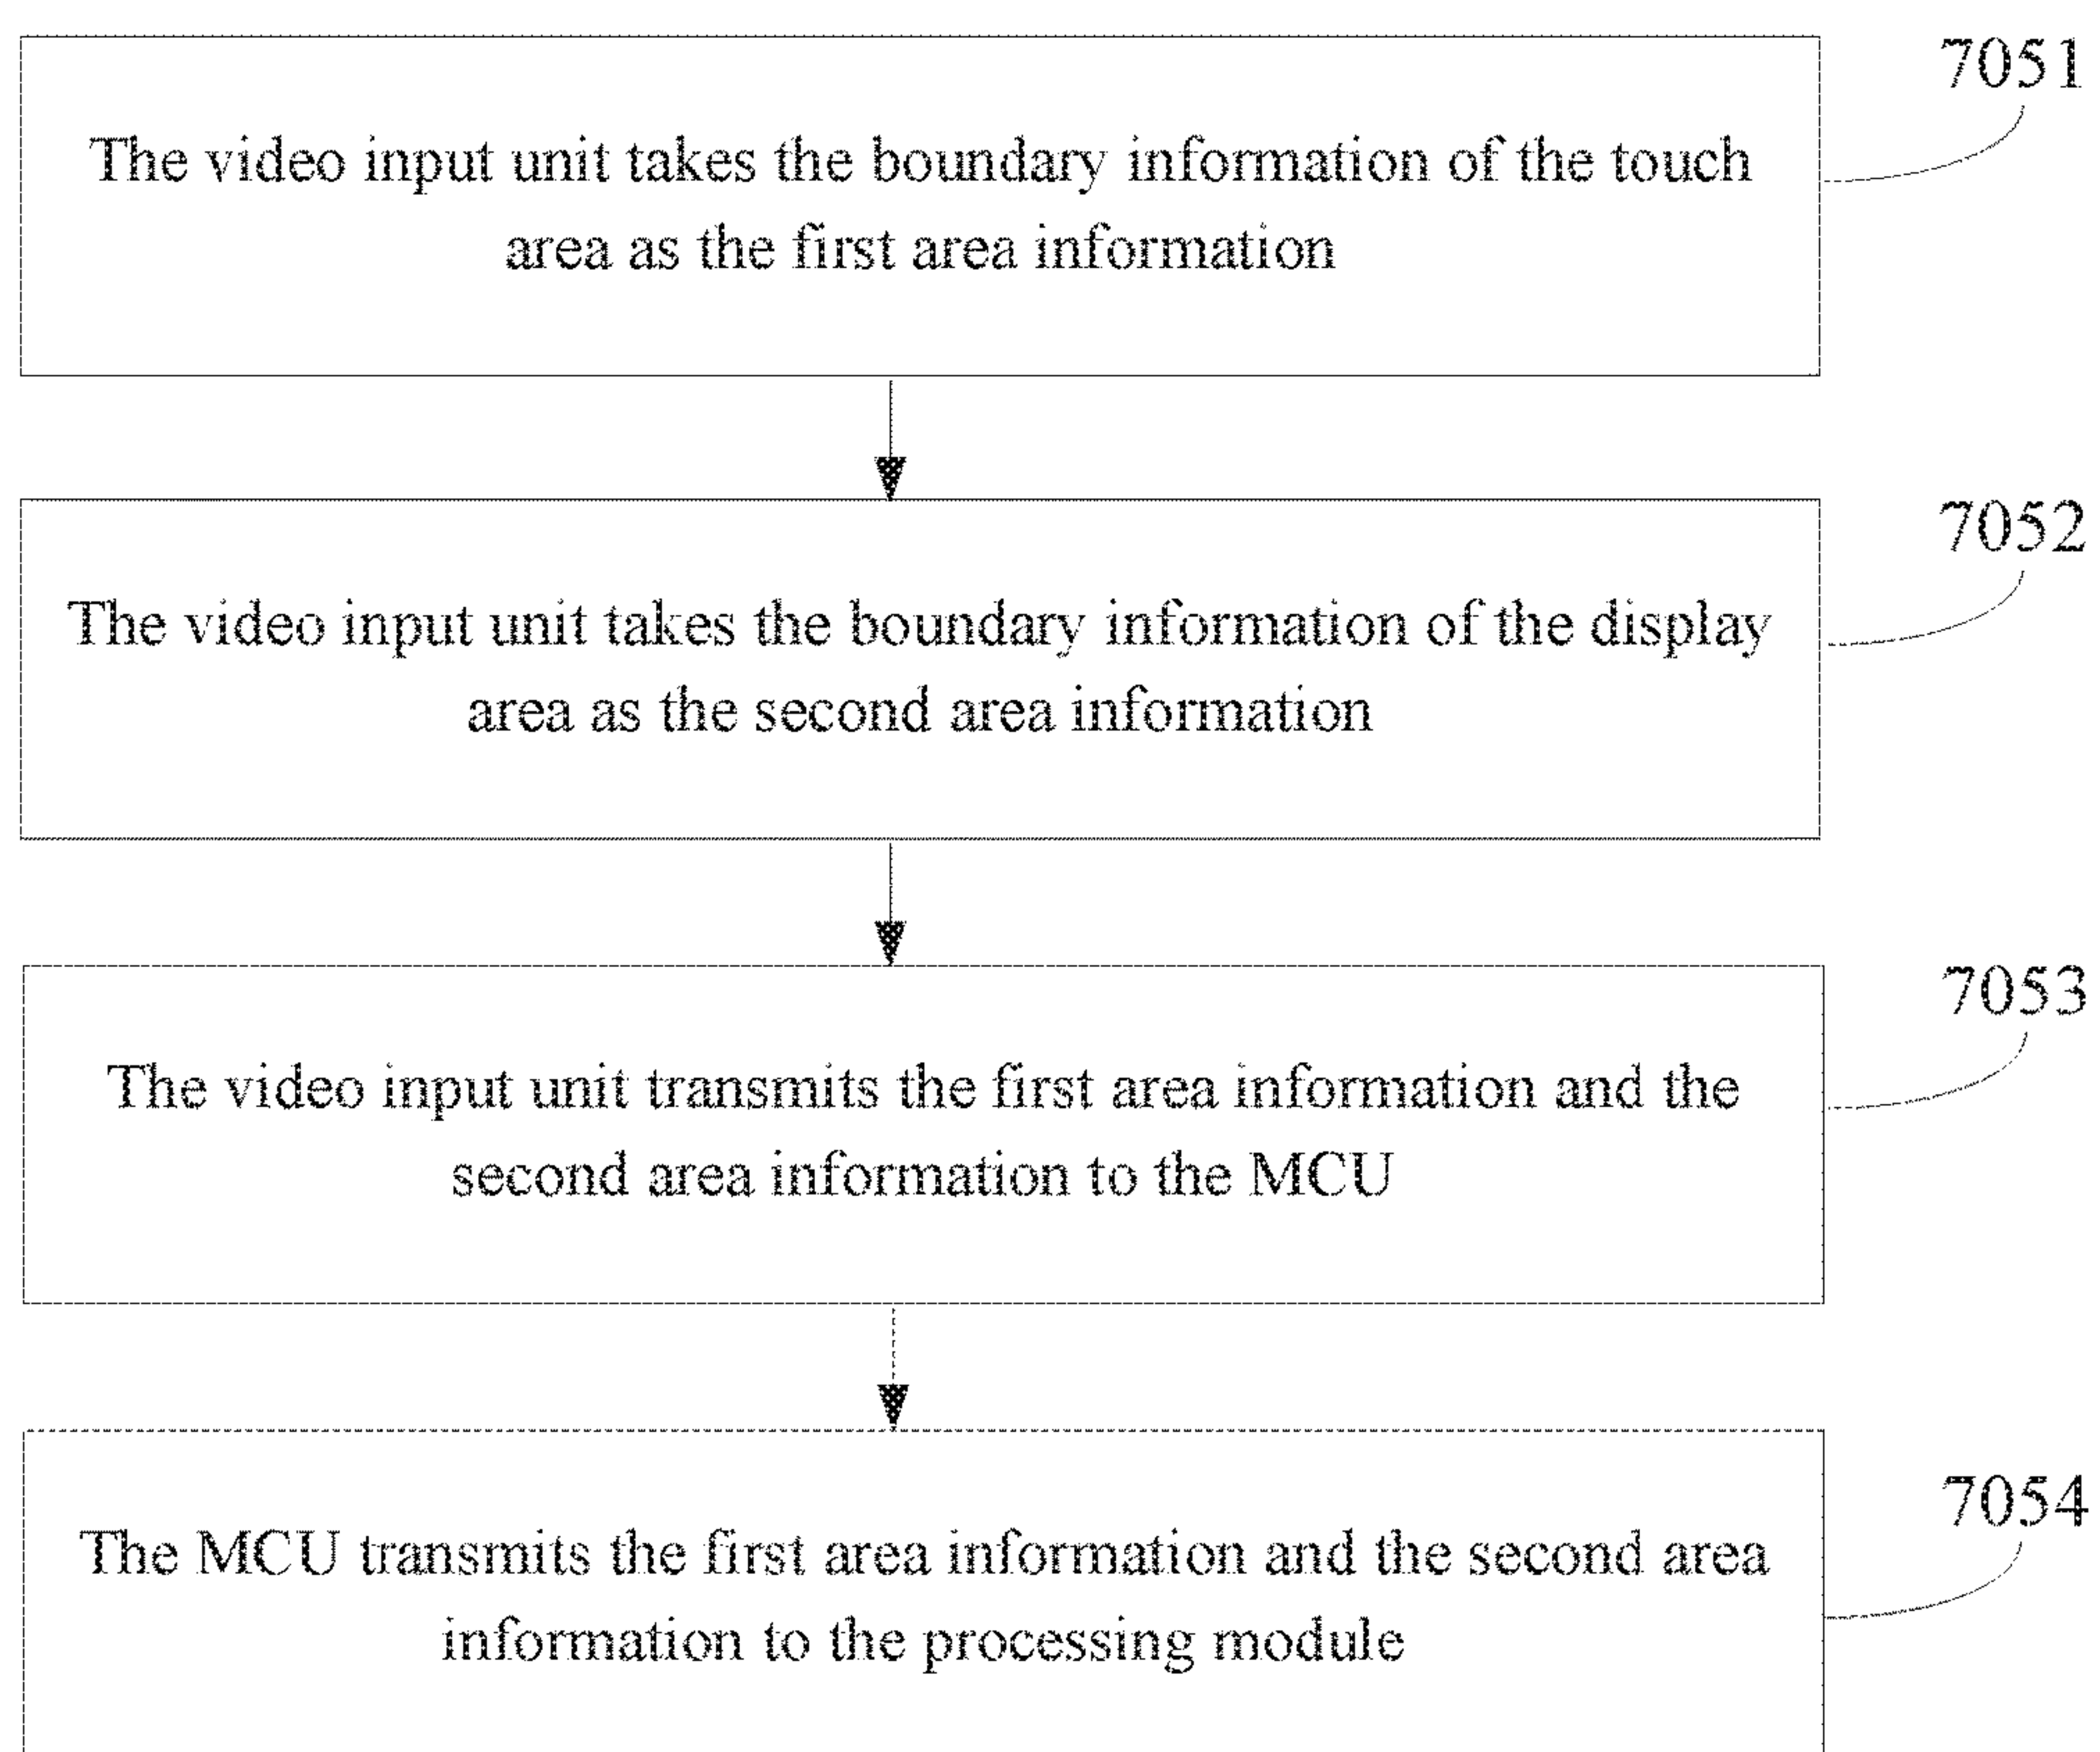 7051
The video input unit takes the boundary information of the touch
area as the first area information
7052
The video input unit takes the boundary information of the display
area as the second area information
7053
The video input unit transmits the first area information and the
second area information to the MCU
7054
The MCU transmits the first area information and the second area
information to the processing module